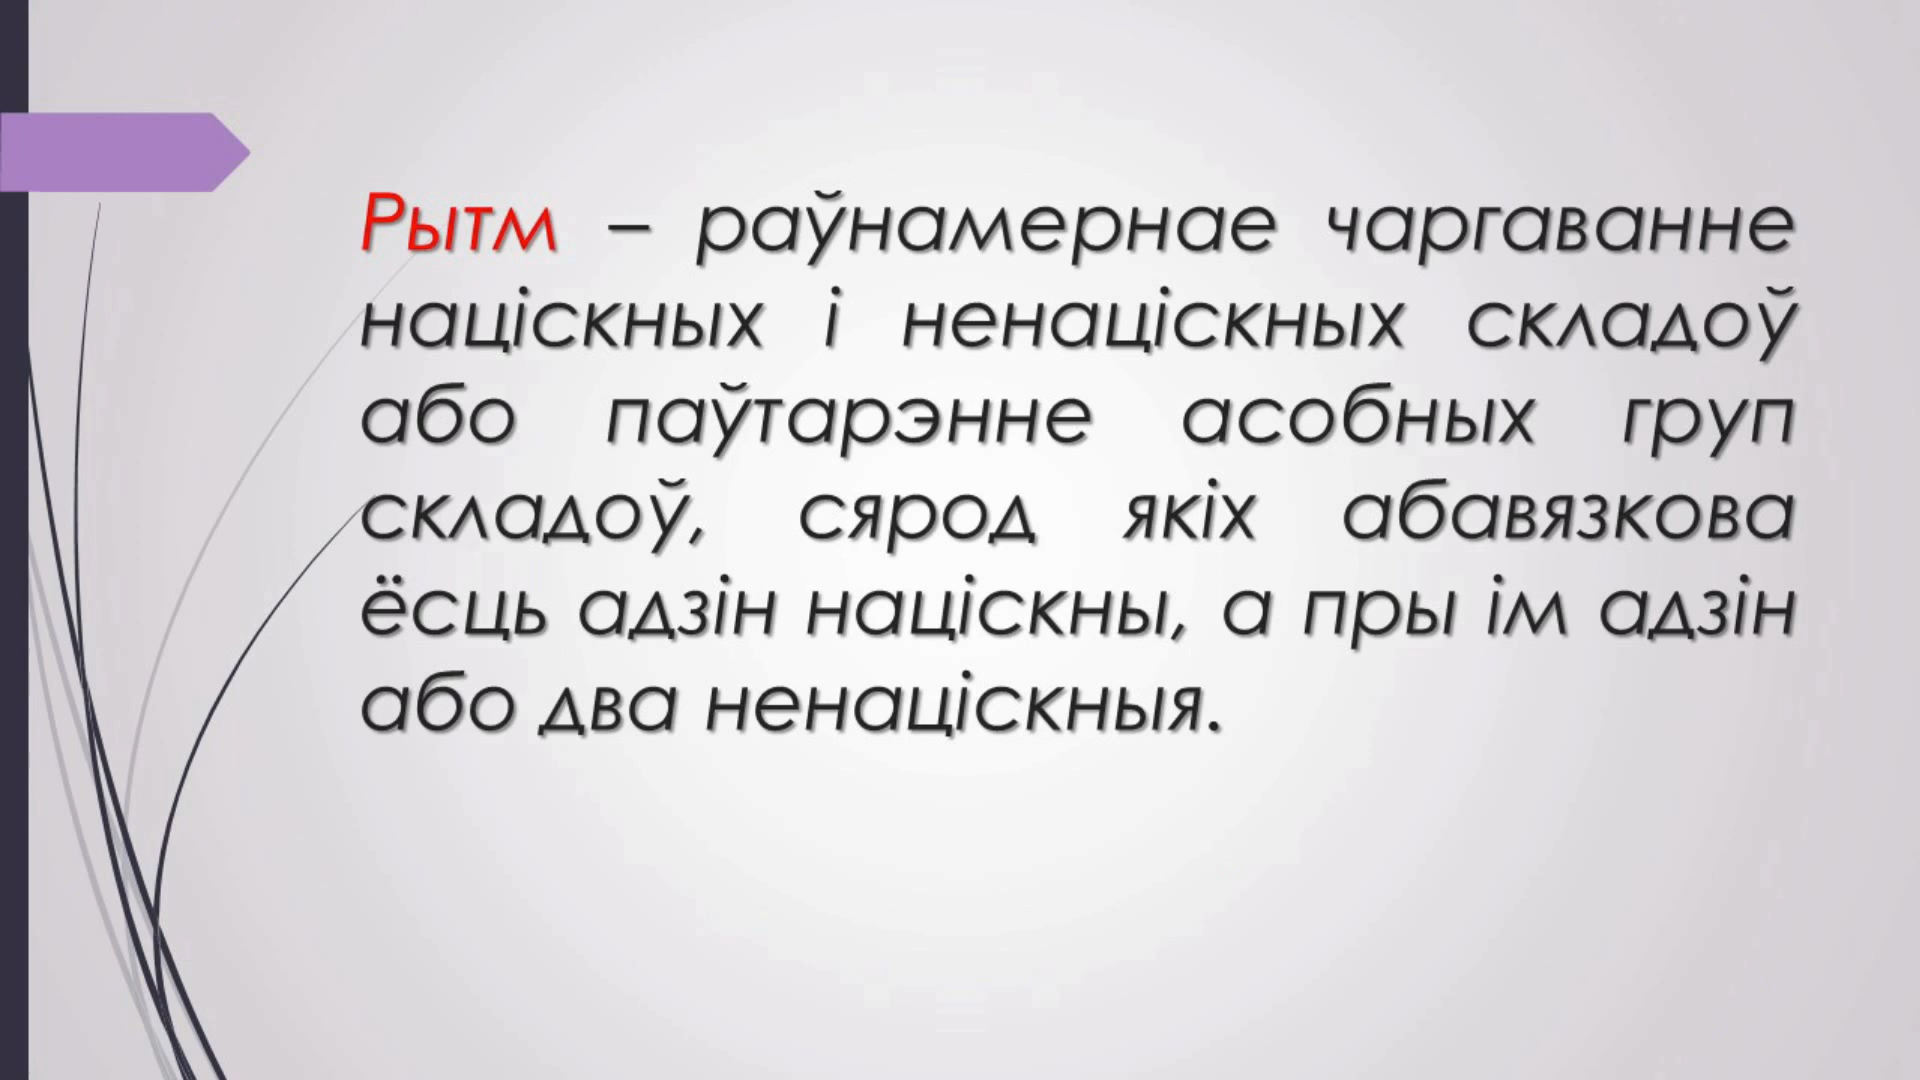 Рытм – раўнамернае чаргаванне
націскных і ненаціскных складоў
або паўтарэнне асобных груп
складоў, сярод якіх абавязкова
ёсць адзін націскны, а пры ім адзін
або два ненаціскныя.